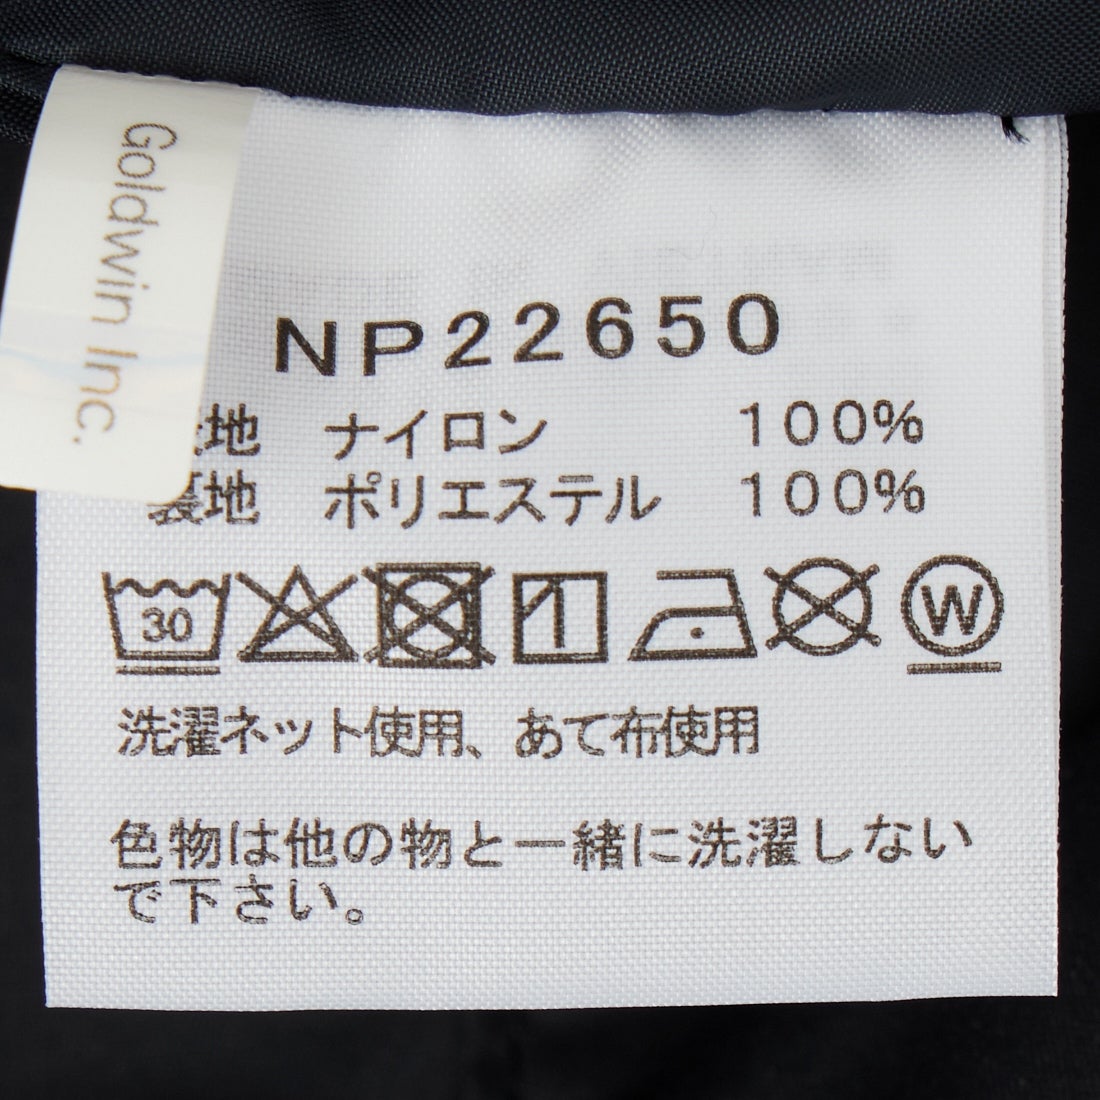 Goldwin Inc.
NP22650
表地 ナイロン 100%
裏地 ポリエステル 100%
30
W
洗濯ネット使用、あて布使用
色物は他の物と一緒に洗濯しない
で下さい。